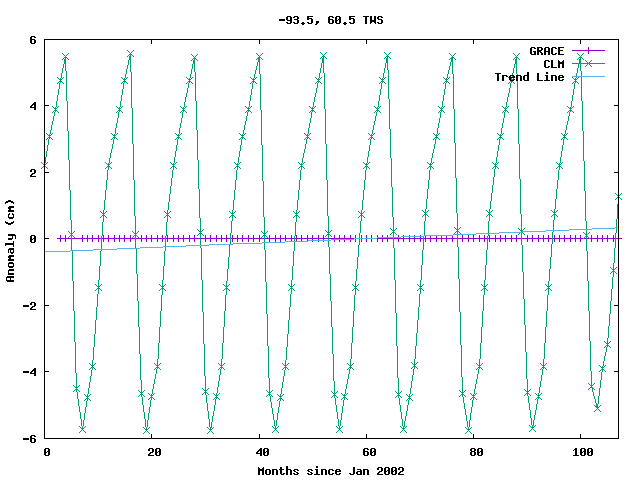 -93.5, 60.5 TWS
GRACE
CLM
Trend Line
6
4
2
0
-2
-4
-6
Anomaly (cm)
0 20 40 60 80 100
Months since Jan 2002